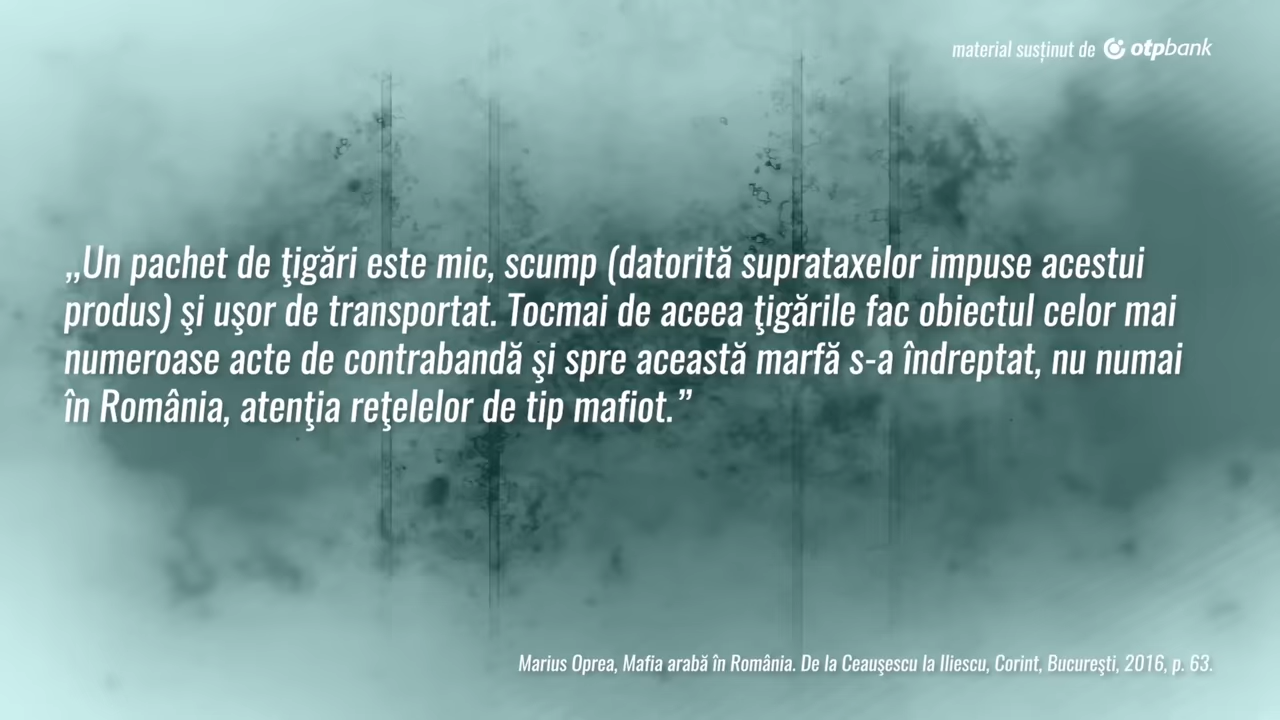 material susținut de otpbank
„Un pachet de ţigări este mic, scump (datorită suprataxelor impuse acestui
produs) şi uşor de transportat. Tocmai de aceea ţigările fac obiectul celor mai
numeroase acte de contrabandă şi spre această marfă s-a îndreptat, nu numai
în România, atenţia reţelelor de tip mafiot.”
Marius Oprea, Mafia arabă în România. De la Ceauşescu la Iliescu, Corint, Bucureşti, 2016, p. 63.